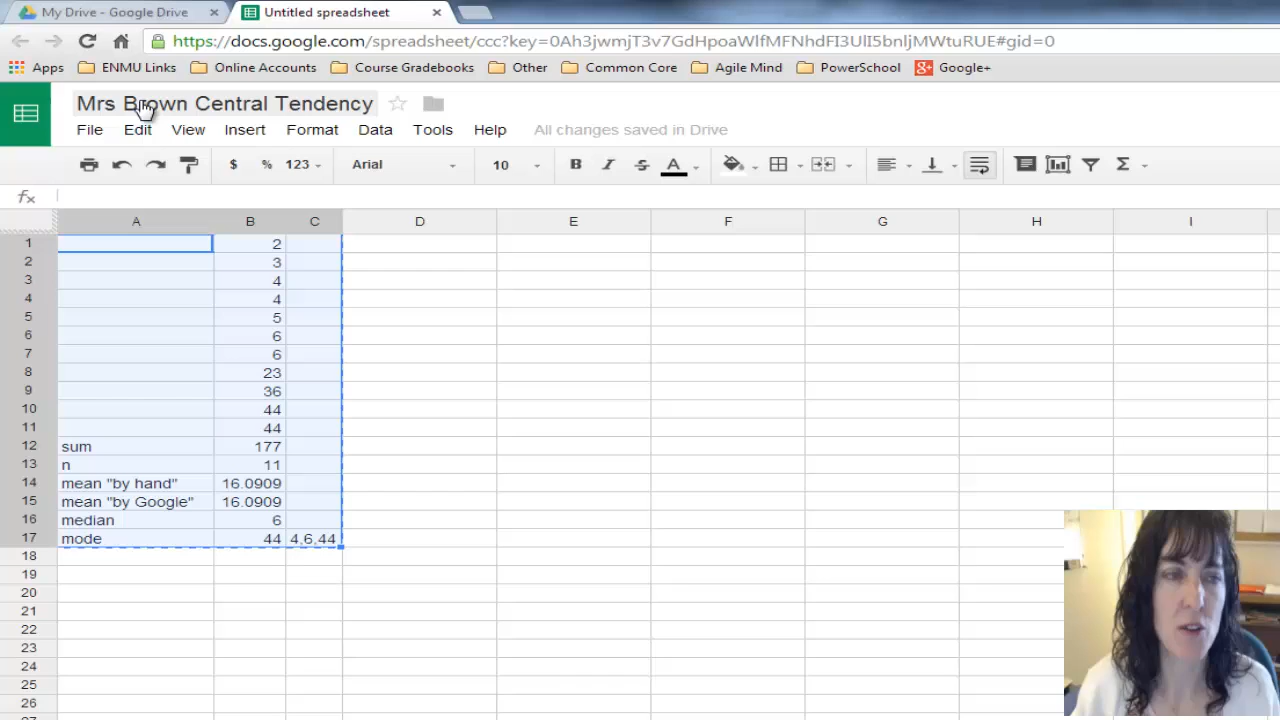 My Drive - Google Drive × Untitled spreadsheet ×
https://docs.google.com/spreadsheet/ccc?key=0Ah3jwmjT3v7GdHpoaWlfMFNhdFI3UlI5bnljMWtuRUE#gid=0
Apps ENMU Links Online Accounts Course Gradebooks Other Common Core Agile Mind PowerSchool Google+
Mrs Brown Central Tendency
File Edit View Insert Format Data Tools Help All changes saved in Drive
$ % 123 Arial 10 B I S A Σ
fx
A B C D E F G H I
1 2
2 3
3 4
4 4
5 5
6 6
7 6
8 23
9 36
10 44
11 44
12 sum 177
13 n 11
14 mean "by hand" 16.0909
15 mean "by Google" 16.0909
16 median 6
17 mode 44 4,6,44
18
19
20
21
22
23
24
25
26
27